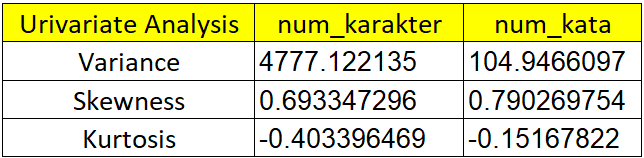 Urivariate Analysis num_karakter num_kata
Variance 4777.122135 104.9466097
Skewness 0.693347296 0.790269754
Kurtosis -0.403396469 -0.15167822